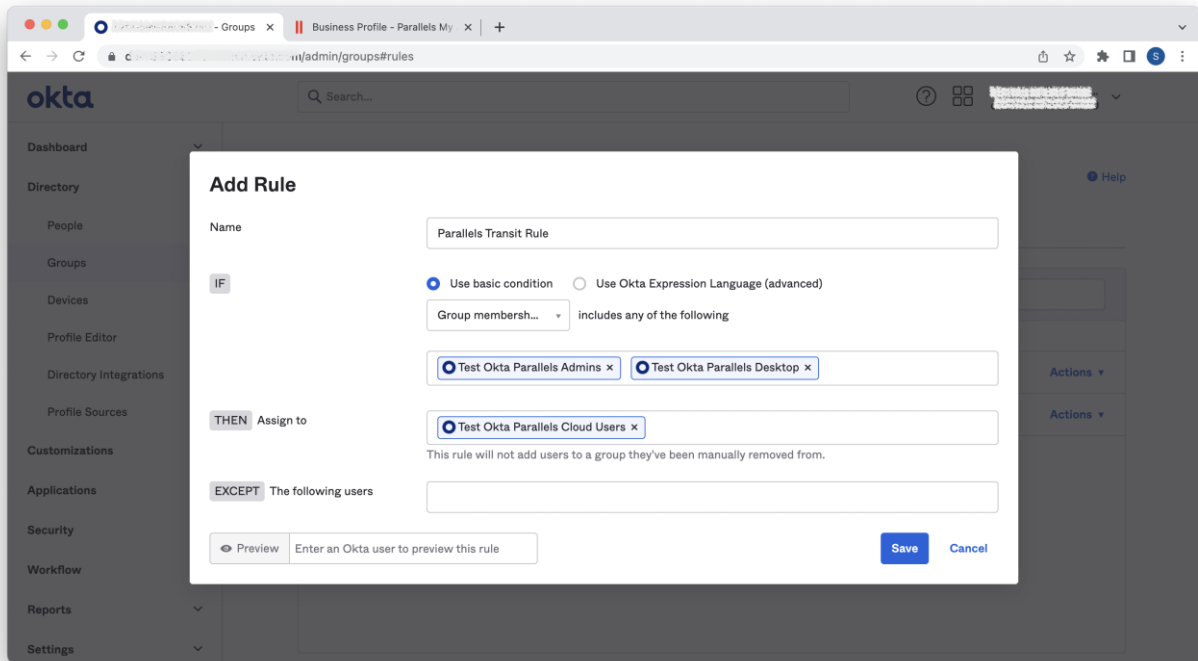 - Groups ×
Business Profile - Parallels My ×
/admin/groups#rules
S
okta
Search...
Dashboard
Directory
Help
People
Groups
Devices
Profile Editor
Directory Integrations
Actions
Profile Sources
Actions
Customizations
Applications
Security
Workflow
Reports
Settings
Add Rule
Name
Parallels Transit Rule
IF
Use basic condition
Use Okta Expression Language (advanced)
Group membersh...
includes any of the following
Test Okta Parallels Admins ×
Test Okta Parallels Desktop ×
THEN Assign to
Test Okta Parallels Cloud Users ×
This rule will not add users to a group they've been manually removed from.
EXCEPT The following users
Preview
Enter an Okta user to preview this rule
Save
Cancel